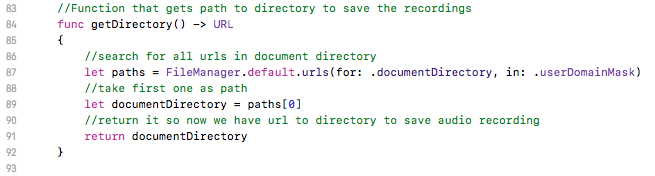 83 //Function that gets path to directory to save the recordings
84 func getDirectory() -> URL
85 {
86 //search for all urls in document directory
87 let paths = FileManager.default.urls(for: .documentDirectory, in: .userDomainMask)
88 //take first one as path
89 let documentDirectory = paths[0]
90 //return it so now we have url to directory to save audio recording
91 return documentDirectory
92 }
93